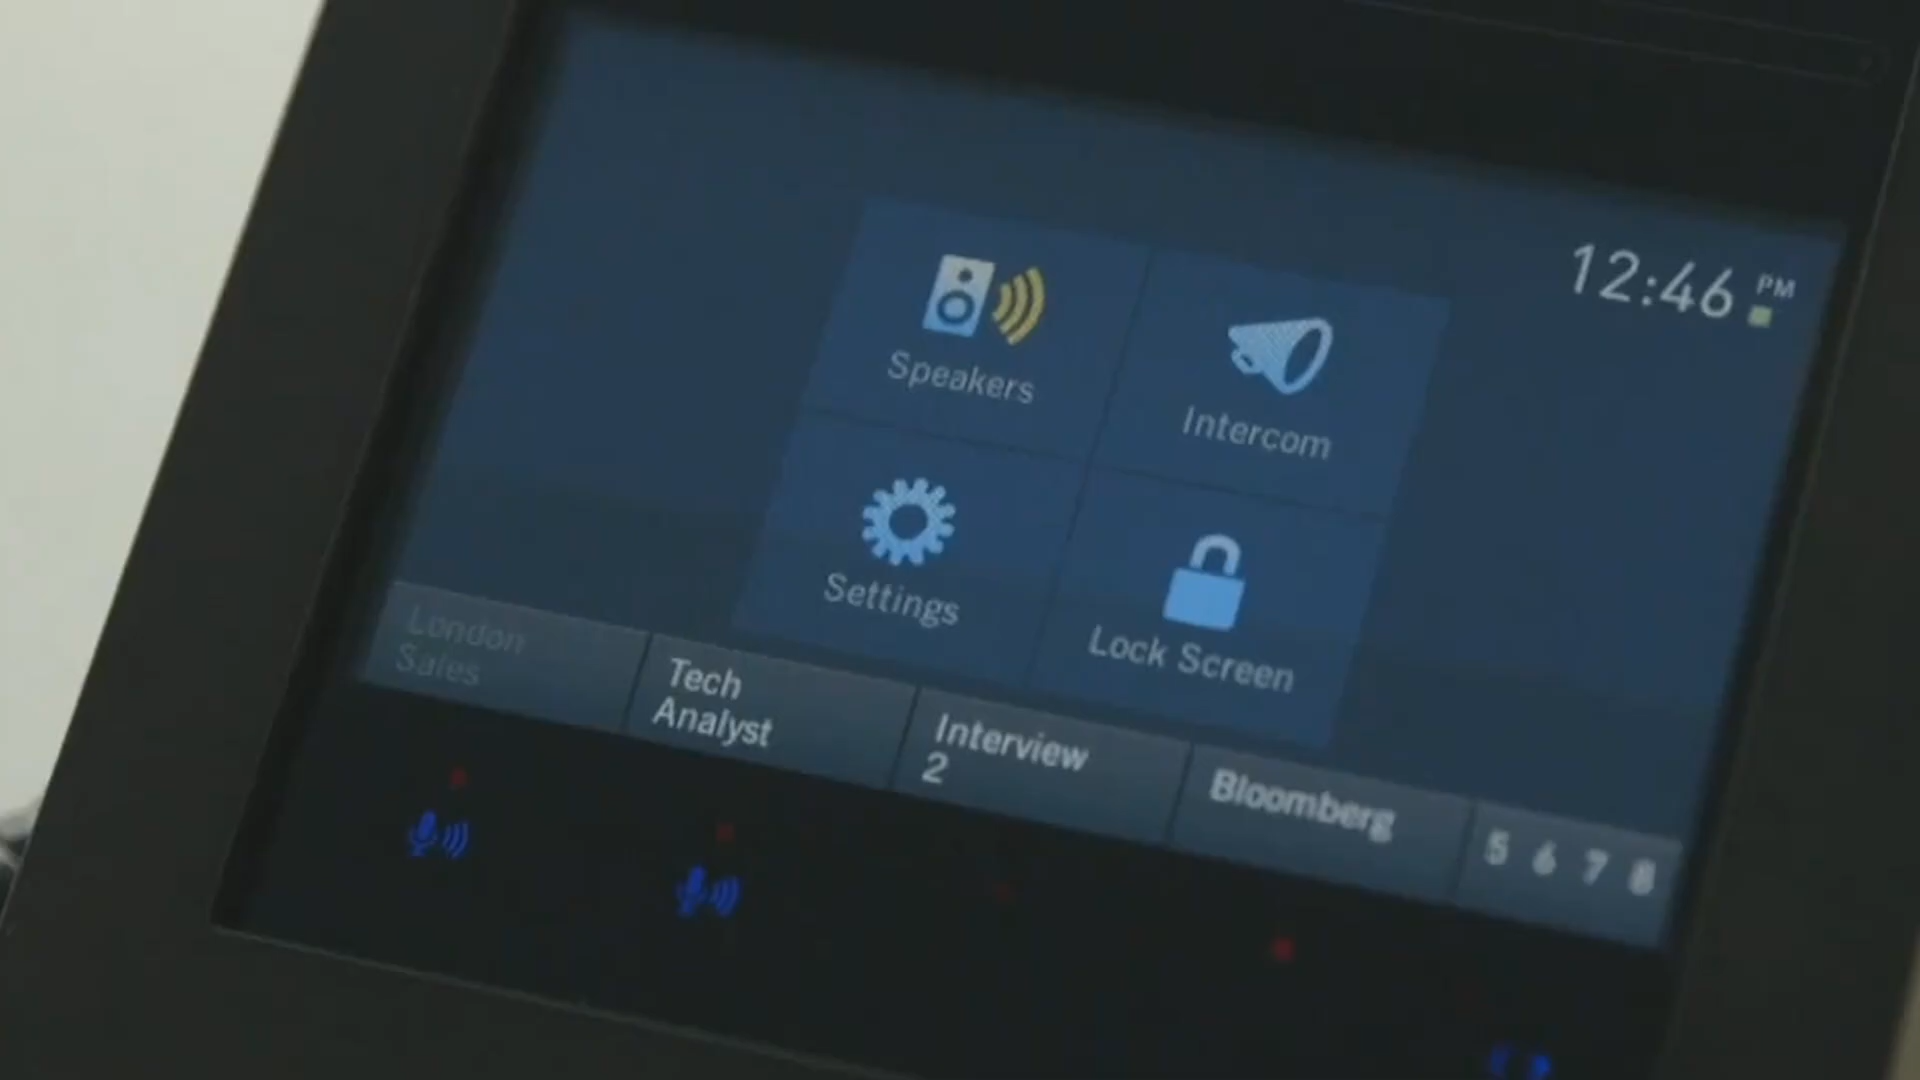 12:46 PM
Speakers
Intercom
Settings
Lock Screen
London
Sales
Tech
Analyst
Interview
2
Bloomberg
5 6 7 8